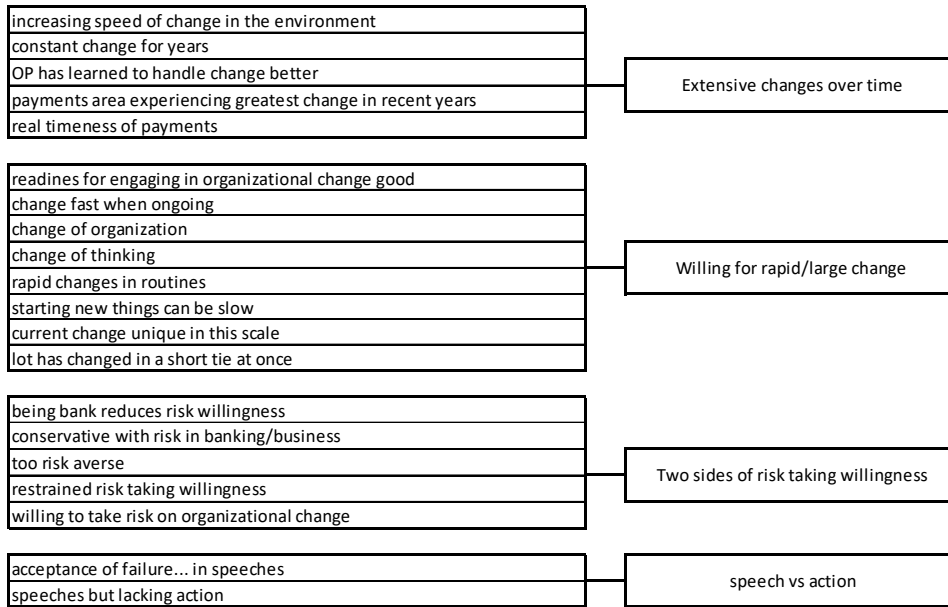 increasing speed of change in the environment
constant change for years
OP has learned to handle change better
payments area experiencing greatest change in recent years
real timeness of payments
Extensive changes over time
readines for engaging in organizational change good
change fast when ongoing
change of organization
change of thinking
rapid changes in routines
starting new things can be slow
current change unique in this scale
lot has changed in a short tie at once
Willing for rapid/large change
being bank reduces risk willingness
conservative with risk in banking/business
too risk averse
restrained risk taking willingness
willing to take risk on organizational change
Two sides of risk taking willingness
acceptance of failure... in speeches
speeches but lacking action
speech vs action